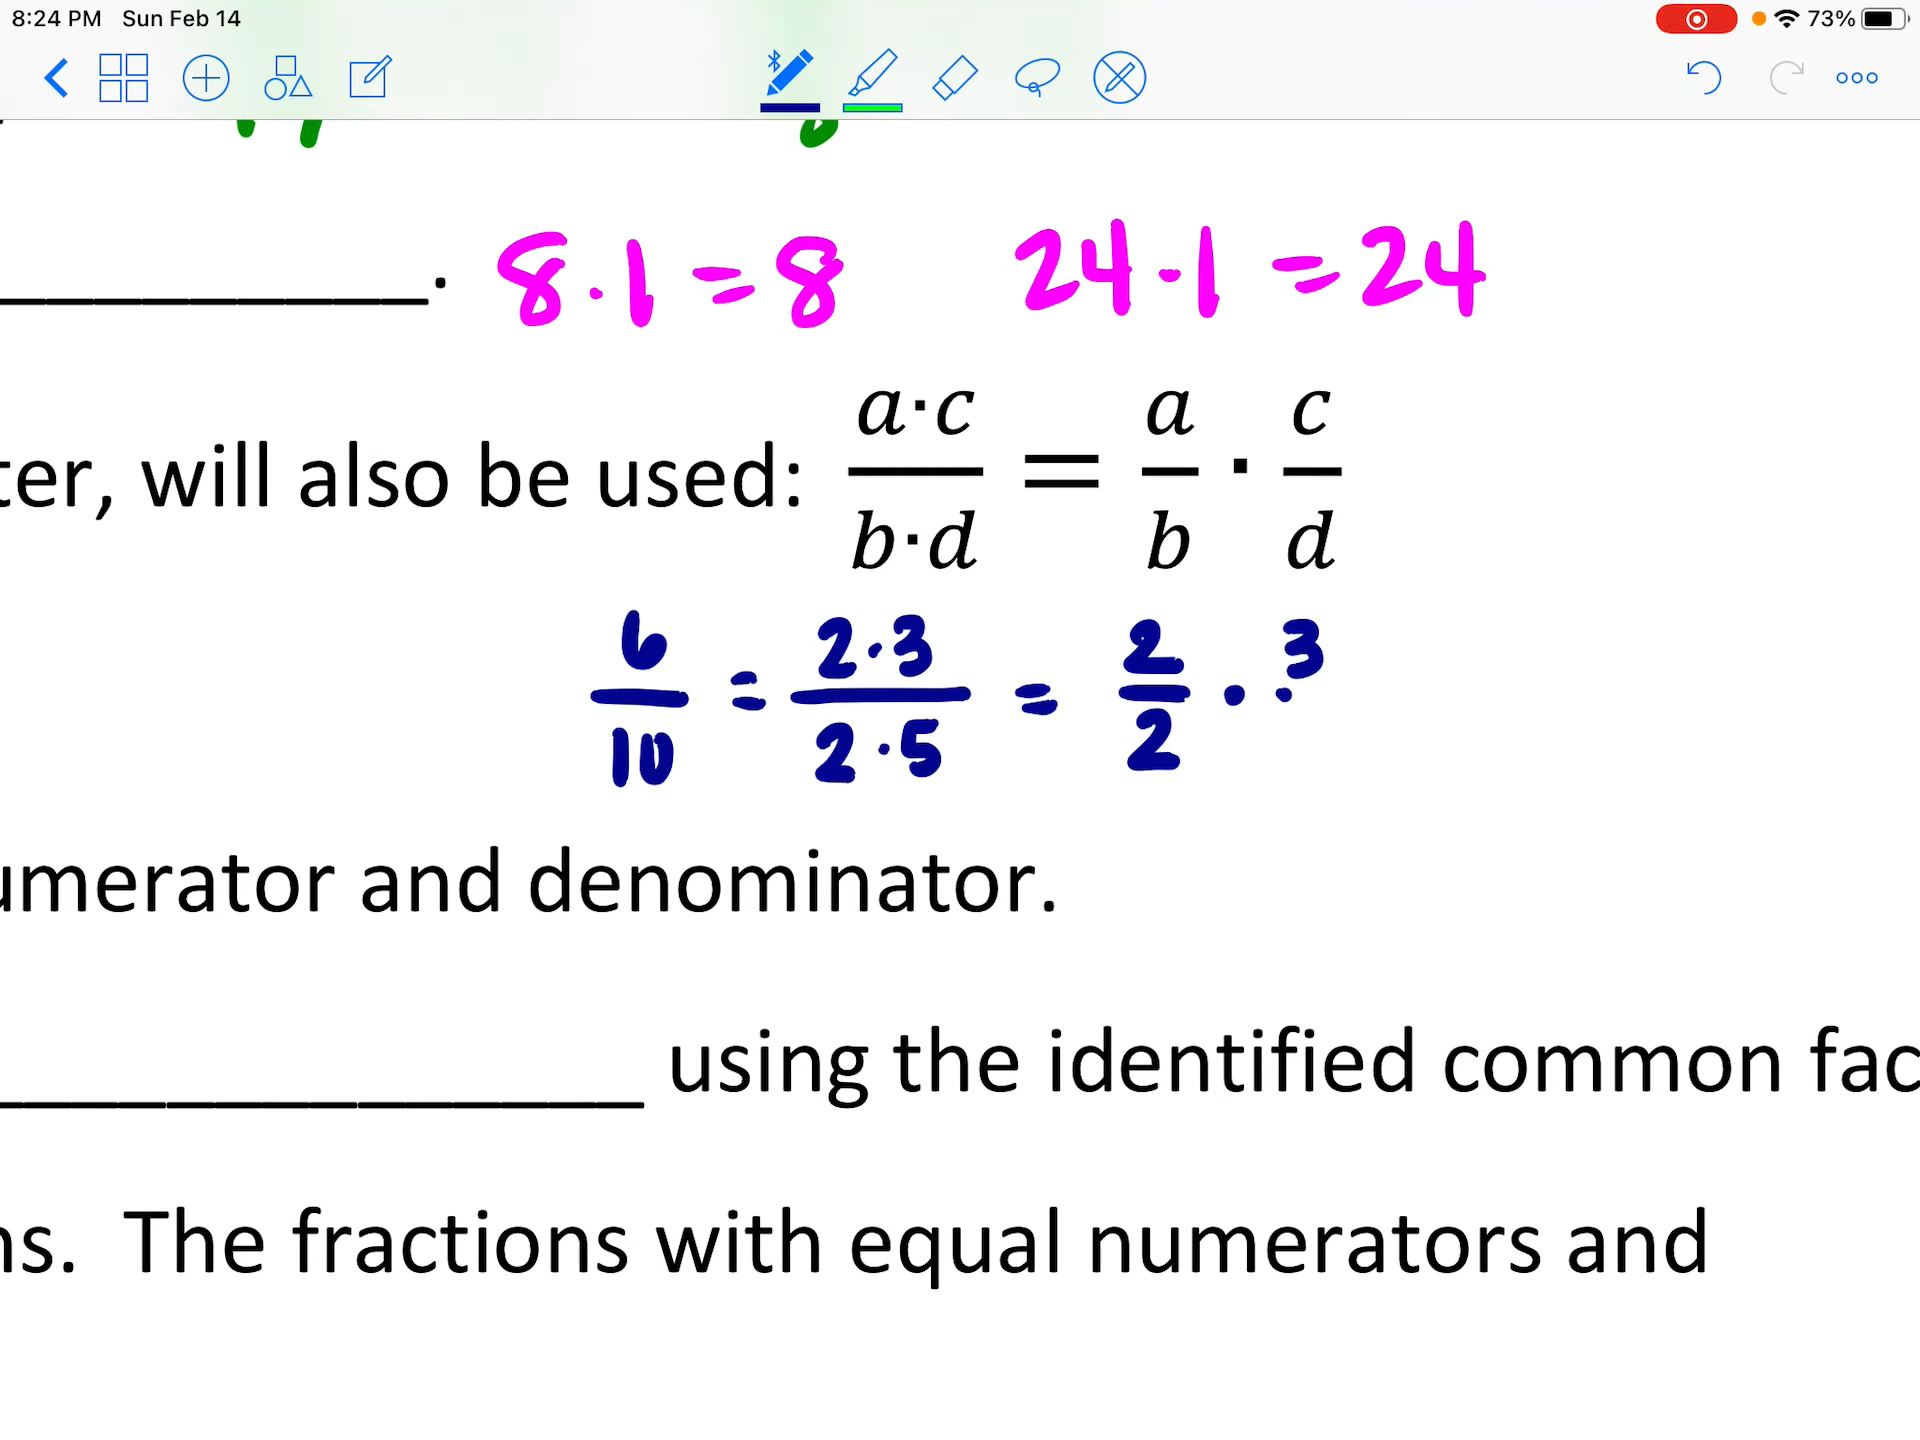 8:24 PM Sun Feb 14 73%
. 8·1=8 24·1=24
ter, will also be used: a·c/b·d = a/b · c/d
6/10 = 2·3/2·5 = 2/2 · 3
umerator and denominator.
using the identified common fac
ns. The fractions with equal numerators and